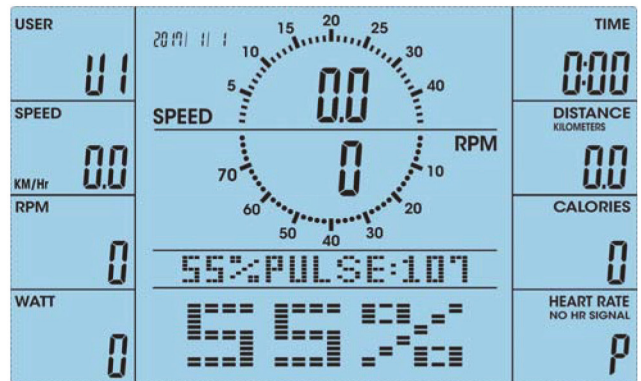 USER
U1
SPEED
KM/Hr 0.0
RPM
0
WATT
0
2017/ 1/ 1
5 10 15 20 25 30 40
SPEED
0.0
RPM
0
70 60 50 40 30 20 10
55%PULSE:107
55%
TIME
0:00
DISTANCE
KILOMETERS
0.0
CALORIES
0
HEART RATE
NO HR SIGNAL
P